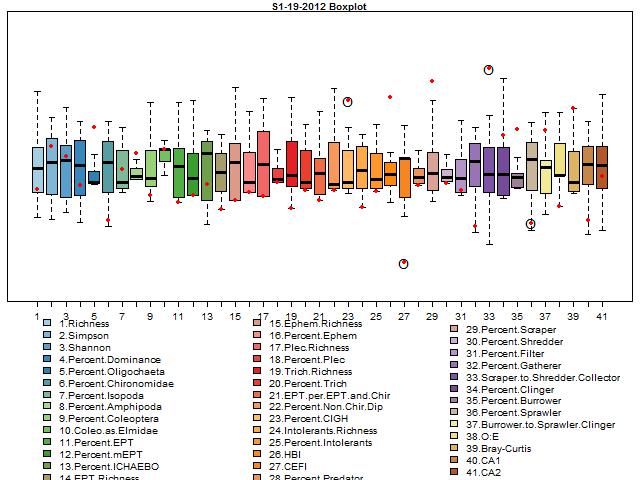 S1-19-2012 Boxplot
1 3 5 7 9 11 13 15 17 19 21 23 25 27 29 31 33 35 37 39 41
1.Richness
2.Simpson
3.Shannon
4.Percent.Dominance
5.Percent.Oligochaeta
6.Percent.Chironomidae
7.Percent.Isopoda
8.Percent.Amphipoda
9.Percent.Coleoptera
10.Coleo.as.Elmidae
11.Percent.EPT
12.Percent.mEPT
13.Percent.ICHAEBO
14.EPT.Richness
15.Ephem.Richness
16.Percent.Ephem
17.Plec.Richness
18.Percent.Plec
19.Trich.Richness
20.Percent.Trich
21.EPT.per.EPT.and.Chir
22.Percent.Non.Chir.Dip
23.Percent.CIGH
24.Intolerants.Richness
25.Percent.Intolerants
26.HBI
27.CEFI
28.Percent.Predator
29.Percent.Scraper
30.Percent.Shredder
31.Percent.Filter
32.Percent.Gatherer
33.Scraper.to.Shredder.Collector
34.Percent.Clinger
35.Percent.Burrower
36.Percent.Sprawler
37.Burrower.to.Sprawler.Clinger
38.O:E
39.Bray-Curtis
40.CA1
41.CA2